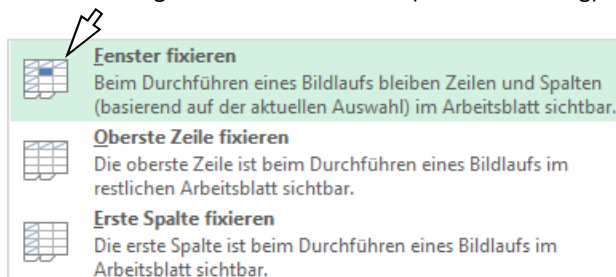 Fenster fixieren
Beim Durchführen eines Bildlaufs bleiben Zeilen und Spalten
(basierend auf der aktuellen Auswahl) im Arbeitsblatt sichtbar.
Oberste Zeile fixieren
Die oberste Zeile ist beim Durchführen eines Bildlaufs im
restlichen Arbeitsblatt sichtbar.
Erste Spalte fixieren
Die erste Spalte ist beim Durchführen eines Bildlaufs im
Arbeitsblatt sichtbar.